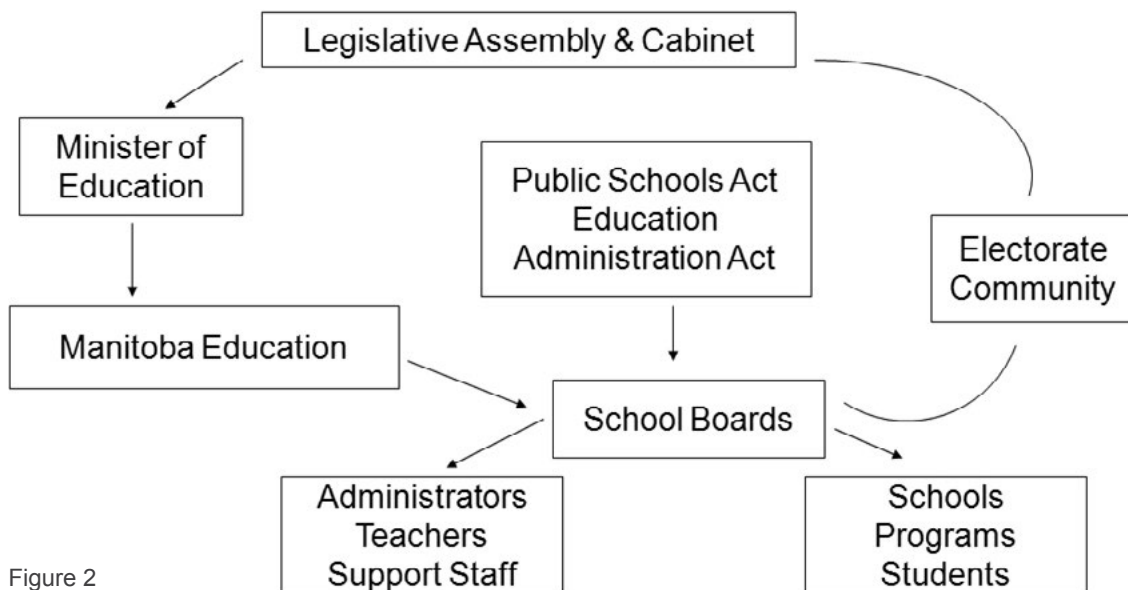 Legislative Assembly & Cabinet
Minister of
Education
Public Schools Act
Education
Administration Act
Electorate
Community
Manitoba Education
School Boards
Administrators
Teachers
Support Staff
Schools
Programs
Students
Figure 2